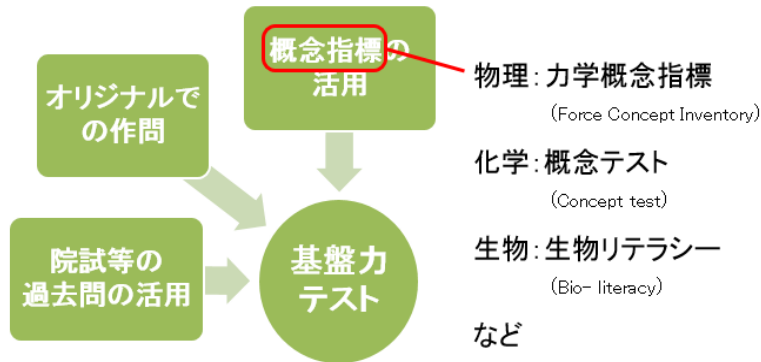 概念指標の
活用
オリジナルで
の作問
院試等の
過去問の活用
基盤力
テスト
物理：力学概念指標
(Force Concept Inventory)
化学：概念テスト
(Concept test)
生物：生物リテラシー
(Bio- literacy)
など